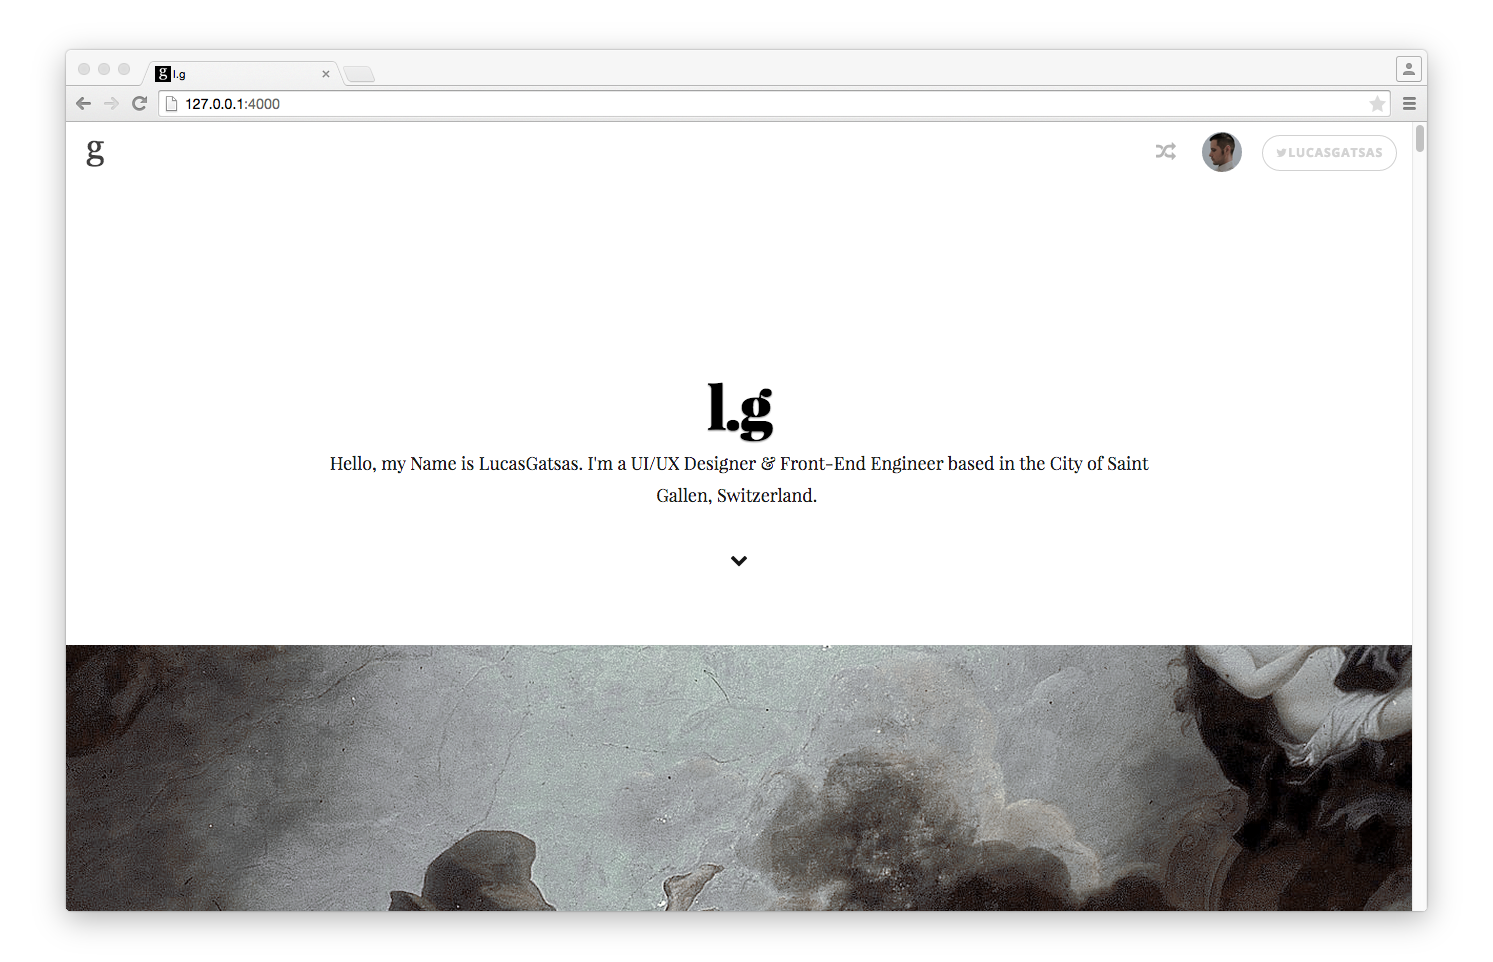 g l.g
127.0.0.1:4000
g
LUCASGATSAS
l.g
Hello, my Name is LucasGatsas. I'm a UI/UX Designer & Front-End Engineer based in the City of Saint
Gallen, Switzerland.